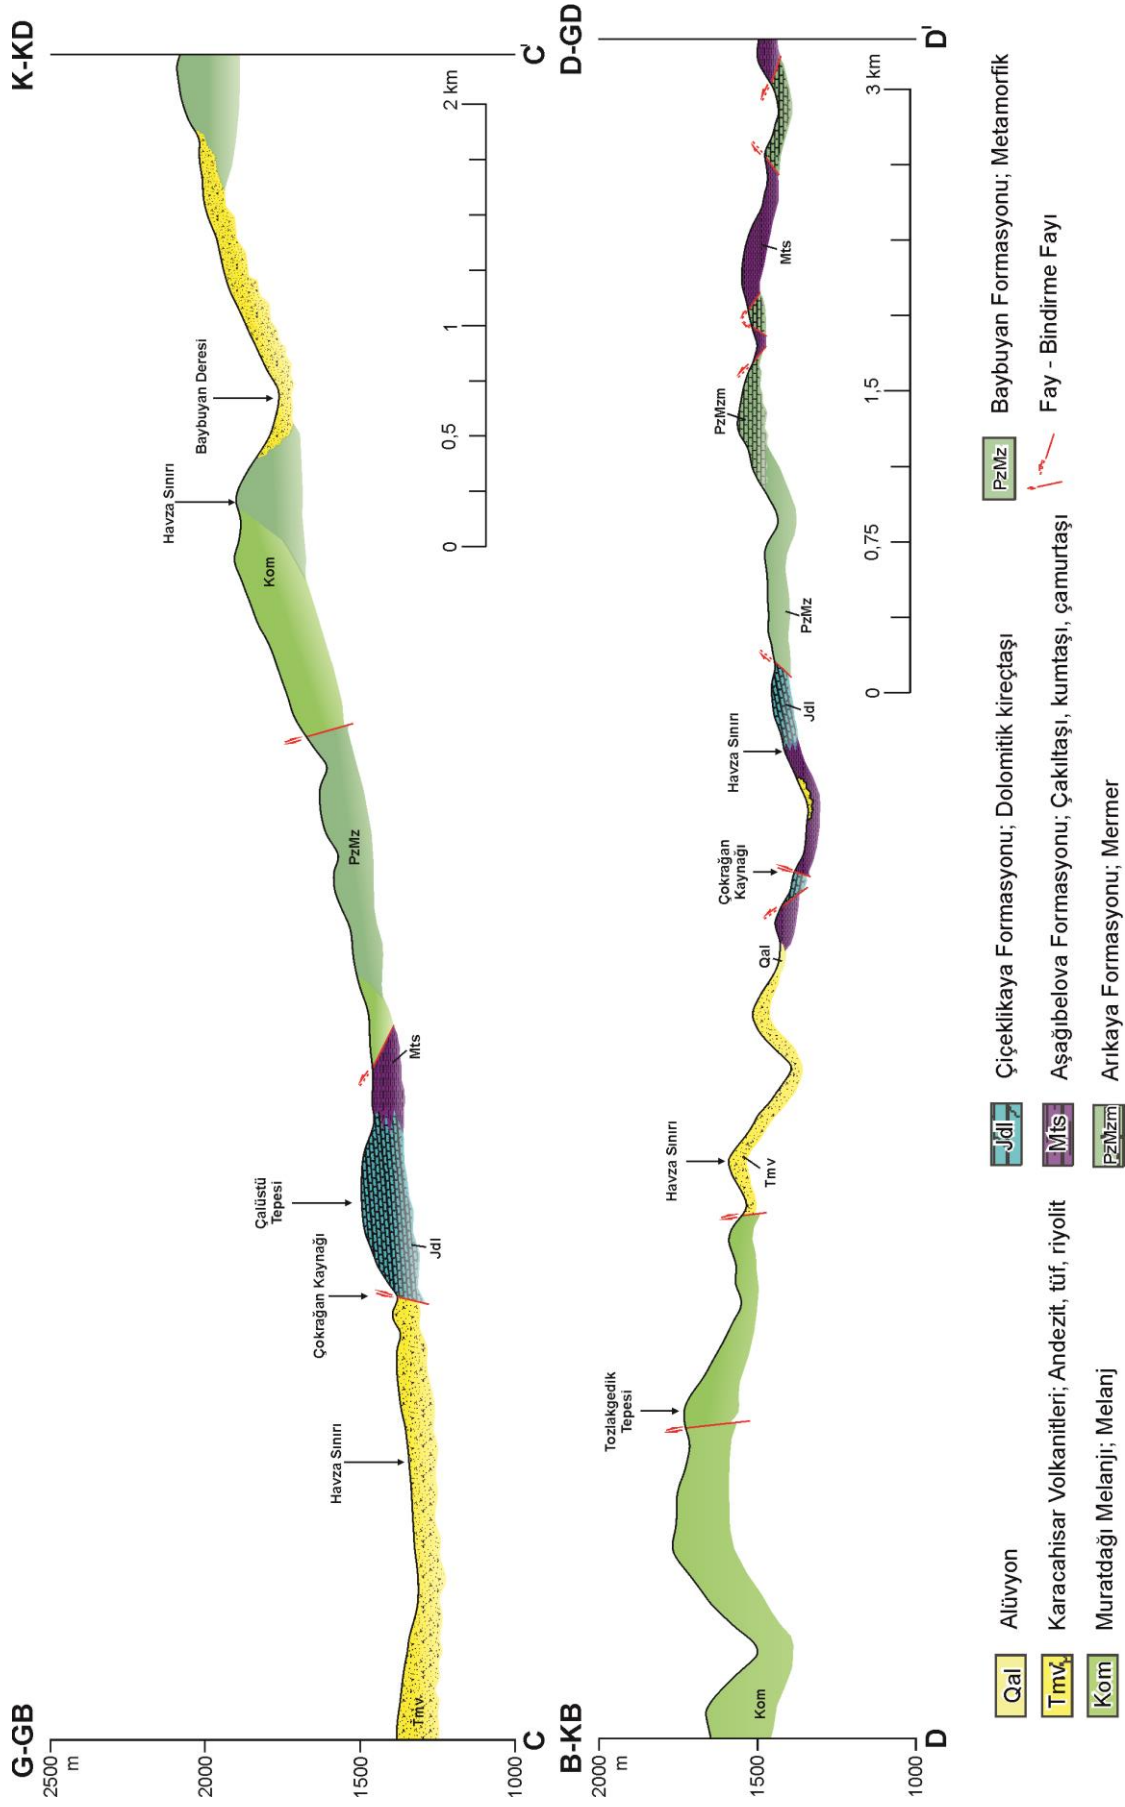 G-GB
K-KD
2500
m
2000
1500
1000
C
C'
Tmv
Havza Sınırı
Çokrağan Kaynağı
Çalüstü
Tepesi
Jdl
Mts
PzMz
Kom
Havza Sınırı
Baybuyan Deresi
0
0,5
1
2 km
B-KB
D-GD
2000
m
1500
1000
D
D'
Kom
Tozlakgedik
Tepesi
Havza Sınırı
Tmv
Qal
Çokrağan
Kaynağı
Havza Sınırı
Jdl
PzMz
PzMzm
Mts
0
0,75
1,5
3 km
Qal Alüvyon
Tmv Karacahisar Volkanitleri; Andezit, tüf, riyolit
Kom Muratdağı Melanjı; Melanj
Jdl Çiçeklikaya Formasyonu; Dolomitik kireçtaşı
Mts Aşağıbelova Formasyonu; Çakıltaşı, kumtaşı, çamurtaşı
PzMzm Arıkaya Formasyonu; Mermer
PzMz Baybuyan Formasyonu; Metamorfik
Fay - Bindirme Fayı